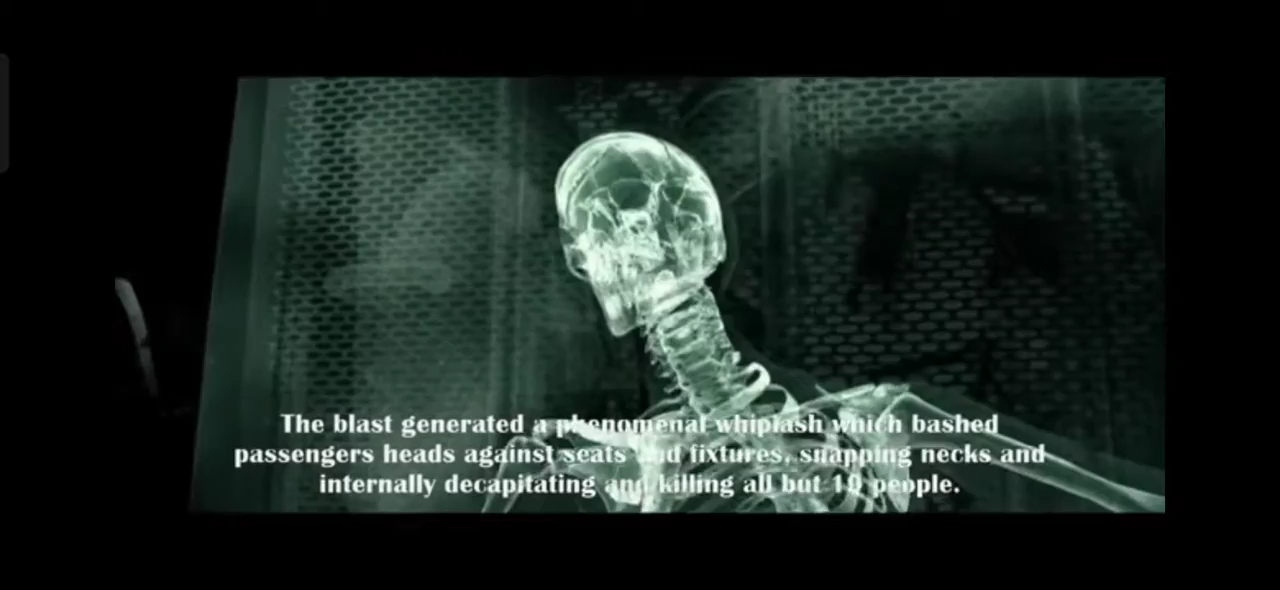 The blast generated a phenomenal whiplash which bashed
passengers heads against seats and fixtures, snapping necks and
internally decapitating and killing all but 10 people.